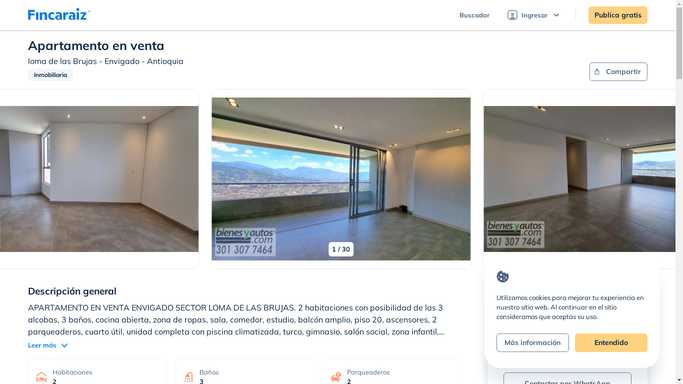 Fincaraiz
Buscador
Ingresar
Publica gratis
Apartamento en venta
loma de las Brujas - Envigado - Antioquia
Inmobiliaria
Compartir
bienesyautos
.com
301 307 7464
1 / 30
bienesyautos
.com
301 307 7464
Descripción general
APARTAMENTO EN VENTA ENVIGADO SECTOR LOMA DE LAS BRUJAS. 2 habitaciones con posibilidad de las 3
alcobas, 3 baños, cocina abierta, zona de ropas, sala, comedor, estudio, balcón amplio, piso 20, ascensores, 2
parqueaderos, cuarto útil, unidad completa con piscina climatizada, turco, gimnasio, salón social, zona infantil,...
Leer más
Habitaciones
2
Baños
3
Parqueaderos
2
Utilizamos cookies para mejorar tu experiencia en
nuestro sitio web. Al continuar en el sitio
consideramos que aceptas su uso.
Más información
Entendido
Contactar por WhatsApp